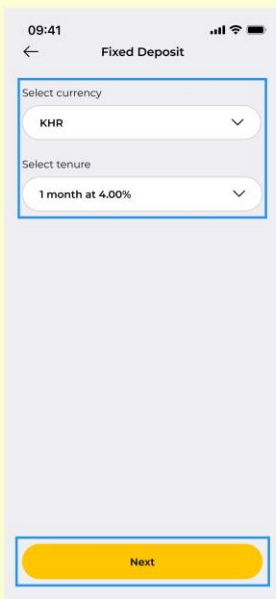 09:41
Fixed Deposit
Select currency
KHR
Select tenure
1 month at 4.00%
Next